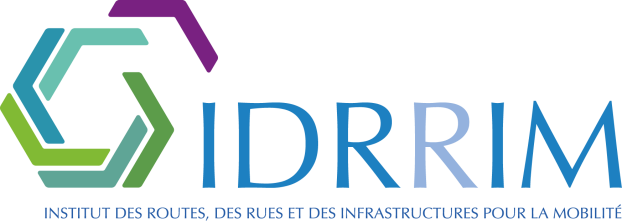 IDRRIM
INSTITUT DES ROUTES, DES RUES ET DES INFRASTRUCTURES POUR LA MOBILITÉ